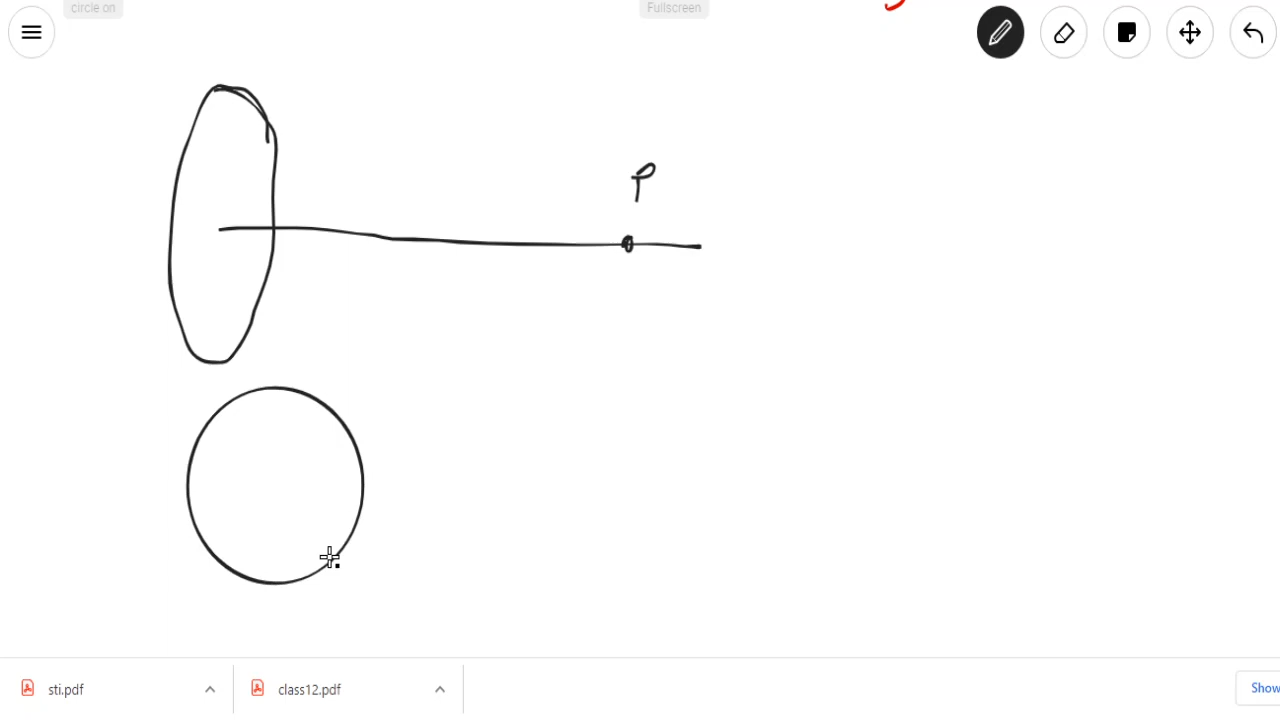 circle.on
Fullscreen
P
sti.pdf
class12.pdf
Show